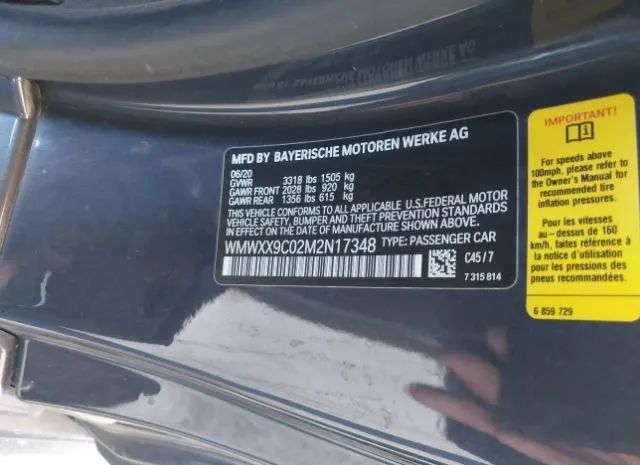 MFD BY BAYERISCHE MOTOREN WERKE AG
06/20
GVWR 3318 lbs 1505 kg
GAWR FRONT 2028 lbs 920 kg
GAWR REAR 1356 lbs 615 kg
THIS VEHICLE CONFORMS TO ALL APPLICABLE U.S.FEDERAL MOTOR
VEHICLE SAFETY, BUMPER, AND THEFT PREVENTION STANDARDS
IN EFFECT ON THE DATE OF MANUFACTURE SHOWN ABOVE.
WMWXX9C02M2N17348 TYPE: PASSENGER CAR
C45 / 7
7 315 814
IMPORTANT!
For speeds above
100mph, please refer to
the Owner's Manual for
recommended tire
inflation pressures.
Pour les vitesses
au-dessus de 160
km/h, faites référence à
la notice d'utilisation
pour les pressions des
pneus recommandées.
6 859 729